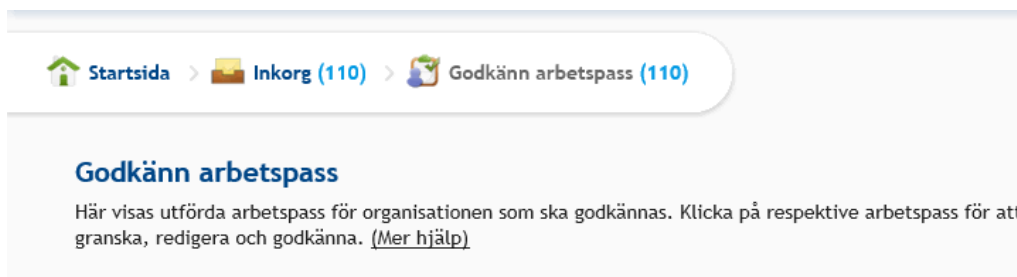 Startsida > Inkorg (110) > Godkänn arbetspass (110)
Godkänn arbetspass
Här visas utförda arbetspass för organisationen som ska godkännas. Klicka på respektive arbetspass för att
granska, redigera och godkänna. (Mer hjälp)